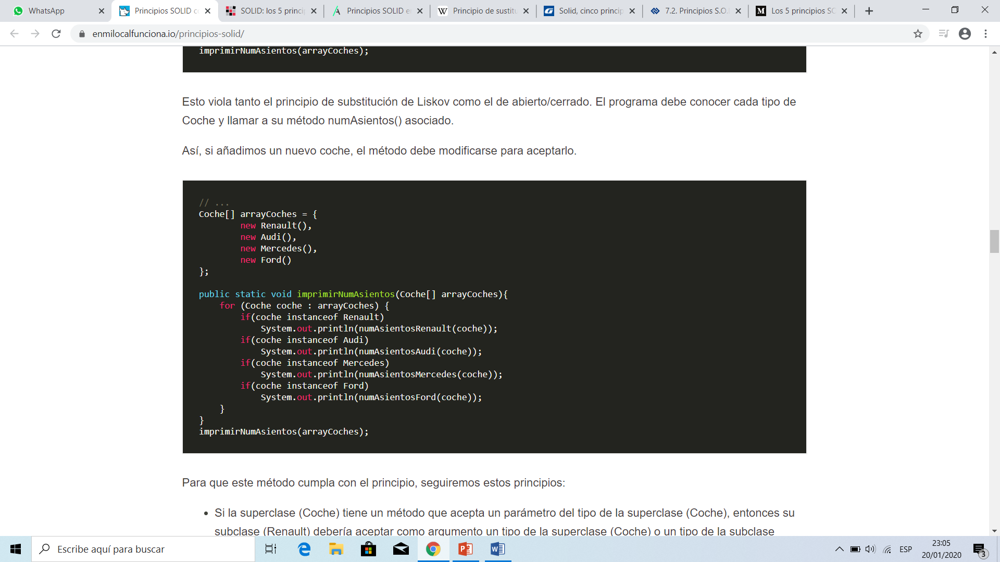 WhatsApp
Principios SOLID c
SOLID: los 5 princi
Principios SOLID e
Principio de sustitu
Solid, cinco princip
7.2. Principios S.O.
Los 5 principios SO
enmilocalfunciona.io/principios-solid/
imprimirNumAsientos(arrayCoches);
Esto viola tanto el principio de substitución de Liskov como el de abierto/cerrado. El programa debe conocer cada tipo de
Coche y llamar a su método numAsientos() asociado.
Así, si añadimos un nuevo coche, el método debe modificarse para aceptarlo.
// ...
Coche[] arrayCoches = {
new Renault(),
new Audi(),
new Mercedes(),
new Ford()
};
public static void imprimirNumAsientos(Coche[] arrayCoches){
for (Coche coche : arrayCoches) {
if(coche instanceof Renault)
System.out.println(numAsientosRenault(coche));
if(coche instanceof Audi)
System.out.println(numAsientosAudi(coche));
if(coche instanceof Mercedes)
System.out.println(numAsientosMercedes(coche));
if(coche instanceof Ford)
System.out.println(numAsientosFord(coche));
}
}
imprimirNumAsientos(arrayCoches);
Para que este método cumpla con el principio, seguiremos estos principios:
• Si la superclase (Coche) tiene un método que acepta un parámetro del tipo de la superclase (Coche), entonces su
subclase (Renault) debería aceptar como argumento un tipo de la superclase (Coche) o un tipo de la subclase
Escribe aquí para buscar
ESP
23:05
20/01/2020
3